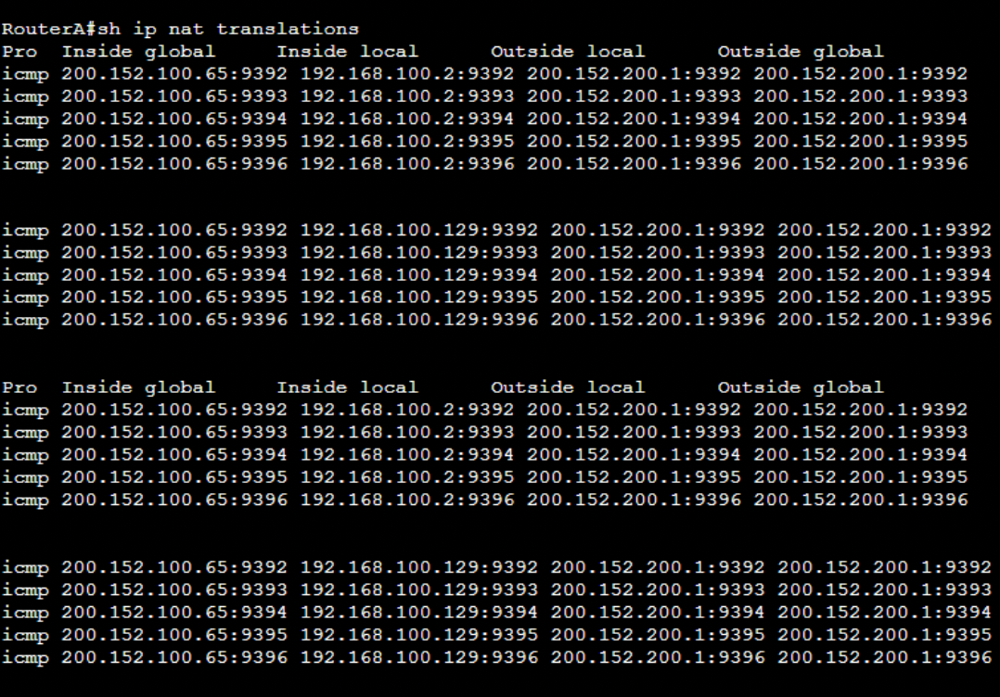 RouterA#sh ip nat translations
Pro  Inside global     Inside local      Outside local      Outside global
icmp 200.152.100.65:9392 192.168.100.2:9392 200.152.200.1:9392 200.152.200.1:9392
icmp 200.152.100.65:9393 192.168.100.2:9393 200.152.200.1:9393 200.152.200.1:9393
icmp 200.152.100.65:9394 192.168.100.2:9394 200.152.200.1:9394 200.152.200.1:9394
icmp 200.152.100.65:9395 192.168.100.2:9395 200.152.200.1:9395 200.152.200.1:9395
icmp 200.152.100.65:9396 192.168.100.2:9396 200.152.200.1:9396 200.152.200.1:9396
icmp 200.152.100.65:9392 192.168.100.129:9392 200.152.200.1:9392 200.152.200.1:9392
icmp 200.152.100.65:9393 192.168.100.129:9393 200.152.200.1:9393 200.152.200.1:9393
icmp 200.152.100.65:9394 192.168.100.129:9394 200.152.200.1:9394 200.152.200.1:9394
icmp 200.152.100.65:9395 192.168.100.129:9395 200.152.200.1:9395 200.152.200.1:9395
icmp 200.152.100.65:9396 192.168.100.129:9396 200.152.200.1:9396 200.152.200.1:9396
Pro  Inside global     Inside local      Outside local      Outside global
icmp 200.152.100.65:9392 192.168.100.2:9392 200.152.200.1:9392 200.152.200.1:9392
icmp 200.152.100.65:9393 192.168.100.2:9393 200.152.200.1:9393 200.152.200.1:9393
icmp 200.152.100.65:9394 192.168.100.2:9394 200.152.200.1:9394 200.152.200.1:9394
icmp 200.152.100.65:9395 192.168.100.2:9395 200.152.200.1:9395 200.152.200.1:9395
icmp 200.152.100.65:9396 192.168.100.2:9396 200.152.200.1:9396 200.152.200.1:9396
icmp 200.152.100.65:9392 192.168.100.129:9392 200.152.200.1:9392 200.152.200.1:9392
icmp 200.152.100.65:9393 192.168.100.129:9393 200.152.200.1:9393 200.152.200.1:9393
icmp 200.152.100.65:9394 192.168.100.129:9394 200.152.200.1:9394 200.152.200.1:9394
icmp 200.152.100.65:9395 192.168.100.129:9395 200.152.200.1:9395 200.152.200.1:9395
icmp 200.152.100.65:9396 192.168.100.129:9396 200.152.200.1:9396 200.152.200.1:9396